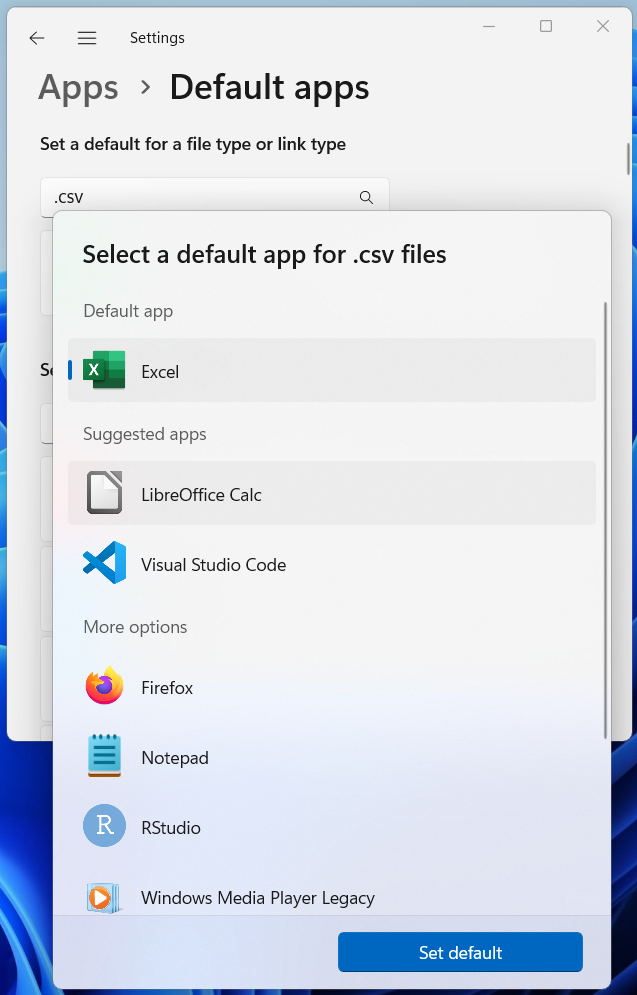 Settings
Apps > Default apps
Set a default for a file type or link type
.CSV
Select a default app for .csv files
Default app
X
Excel
Se
Suggested apps
LibreOffice Calc
Visual Studio Code
More options
Firefox
Notepad
R
RStudio
Windows Media Player Legacy
Set default